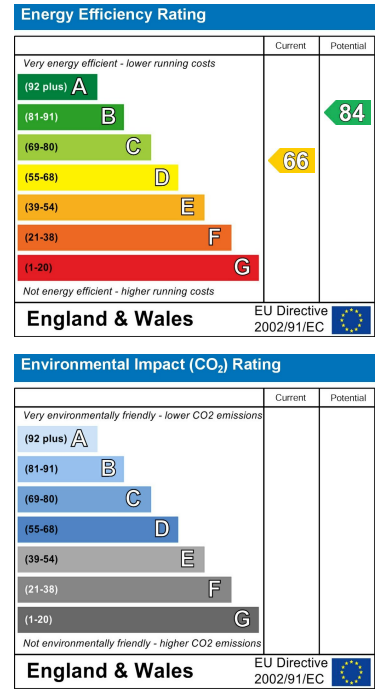 Energy Efficiency Rating
Current Potential
Very energy efficient - lower running costs
(92 plus) A
(81-91) B
84
(69-80) C
66
(55-68) D
(39-54) E
(21-38) F
(1-20) G
Not energy efficient - higher running costs
England & Wales
EU Directive
2002/91/EC
Environmental Impact (CO₂) Rating
Current Potential
Very environmentally friendly - lower CO2 emissions
(92 plus) A
(81-91) B
(69-80) C
(55-68) D
(39-54) E
(21-38) F
(1-20) G
Not environmentally friendly - higher CO2 emissions
England & Wales
EU Directive
2002/91/EC